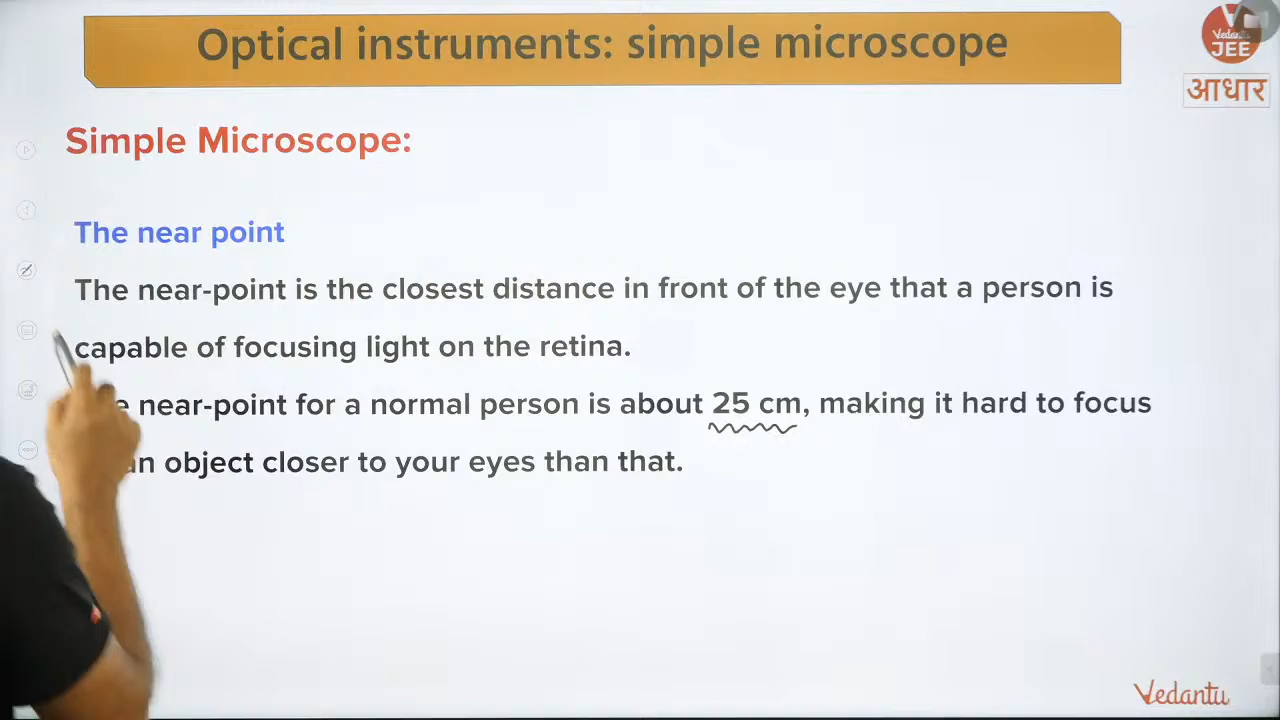 Optical instruments: simple microscope
Vedantu
JEE
आधार
Simple Microscope:
The near point
The near-point is the closest distance in front of the eye that a person is
capable of focusing light on the retina.
near-point for a normal person is about 25 cm, making it hard to focus
object closer to your eyes than that.
Vedantu